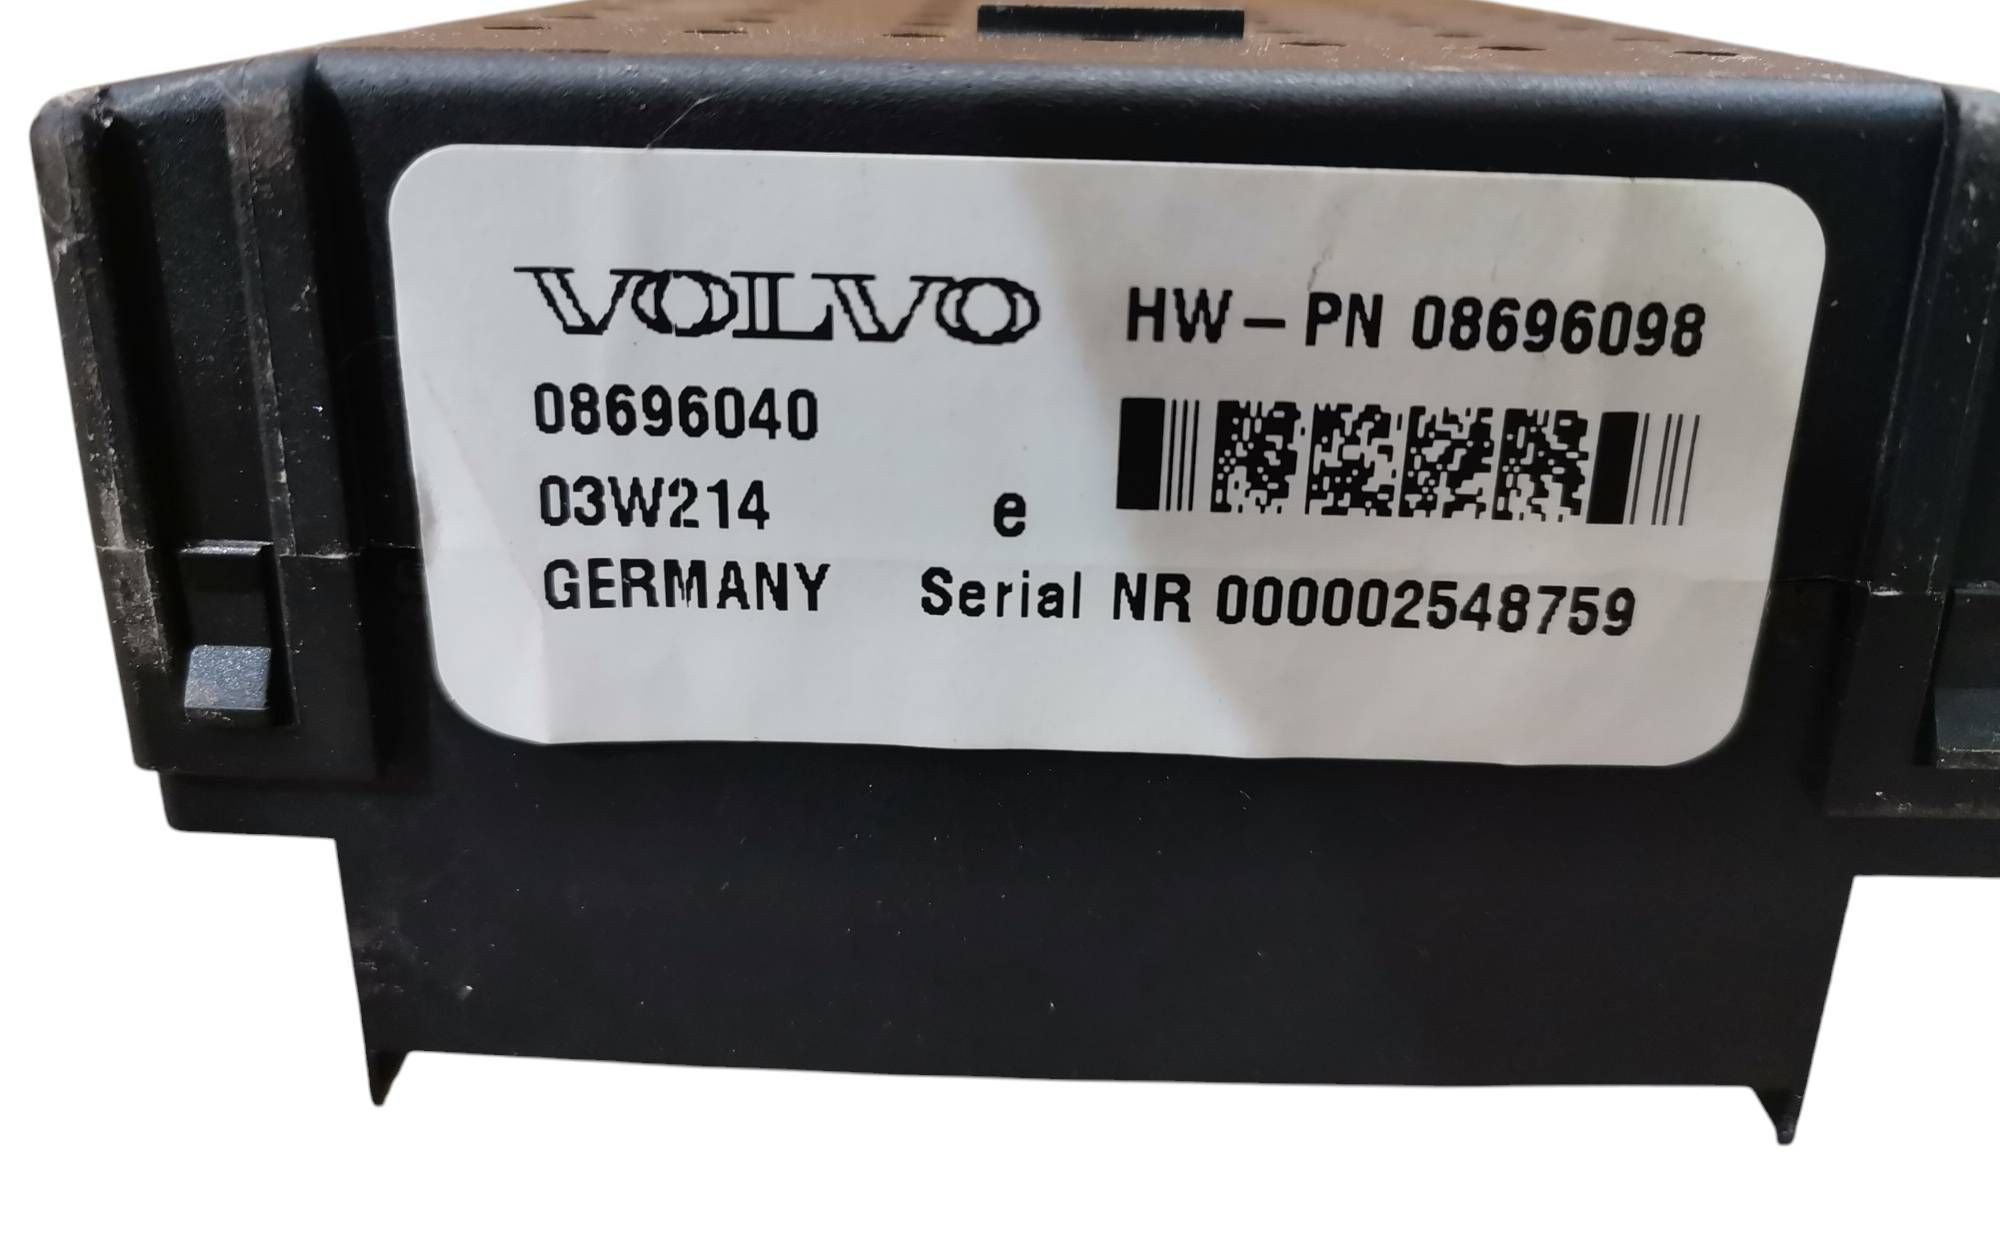 VOLVO HW-PN 08696098
08696040
03W214 e
GERMANY Serial NR 000002548759